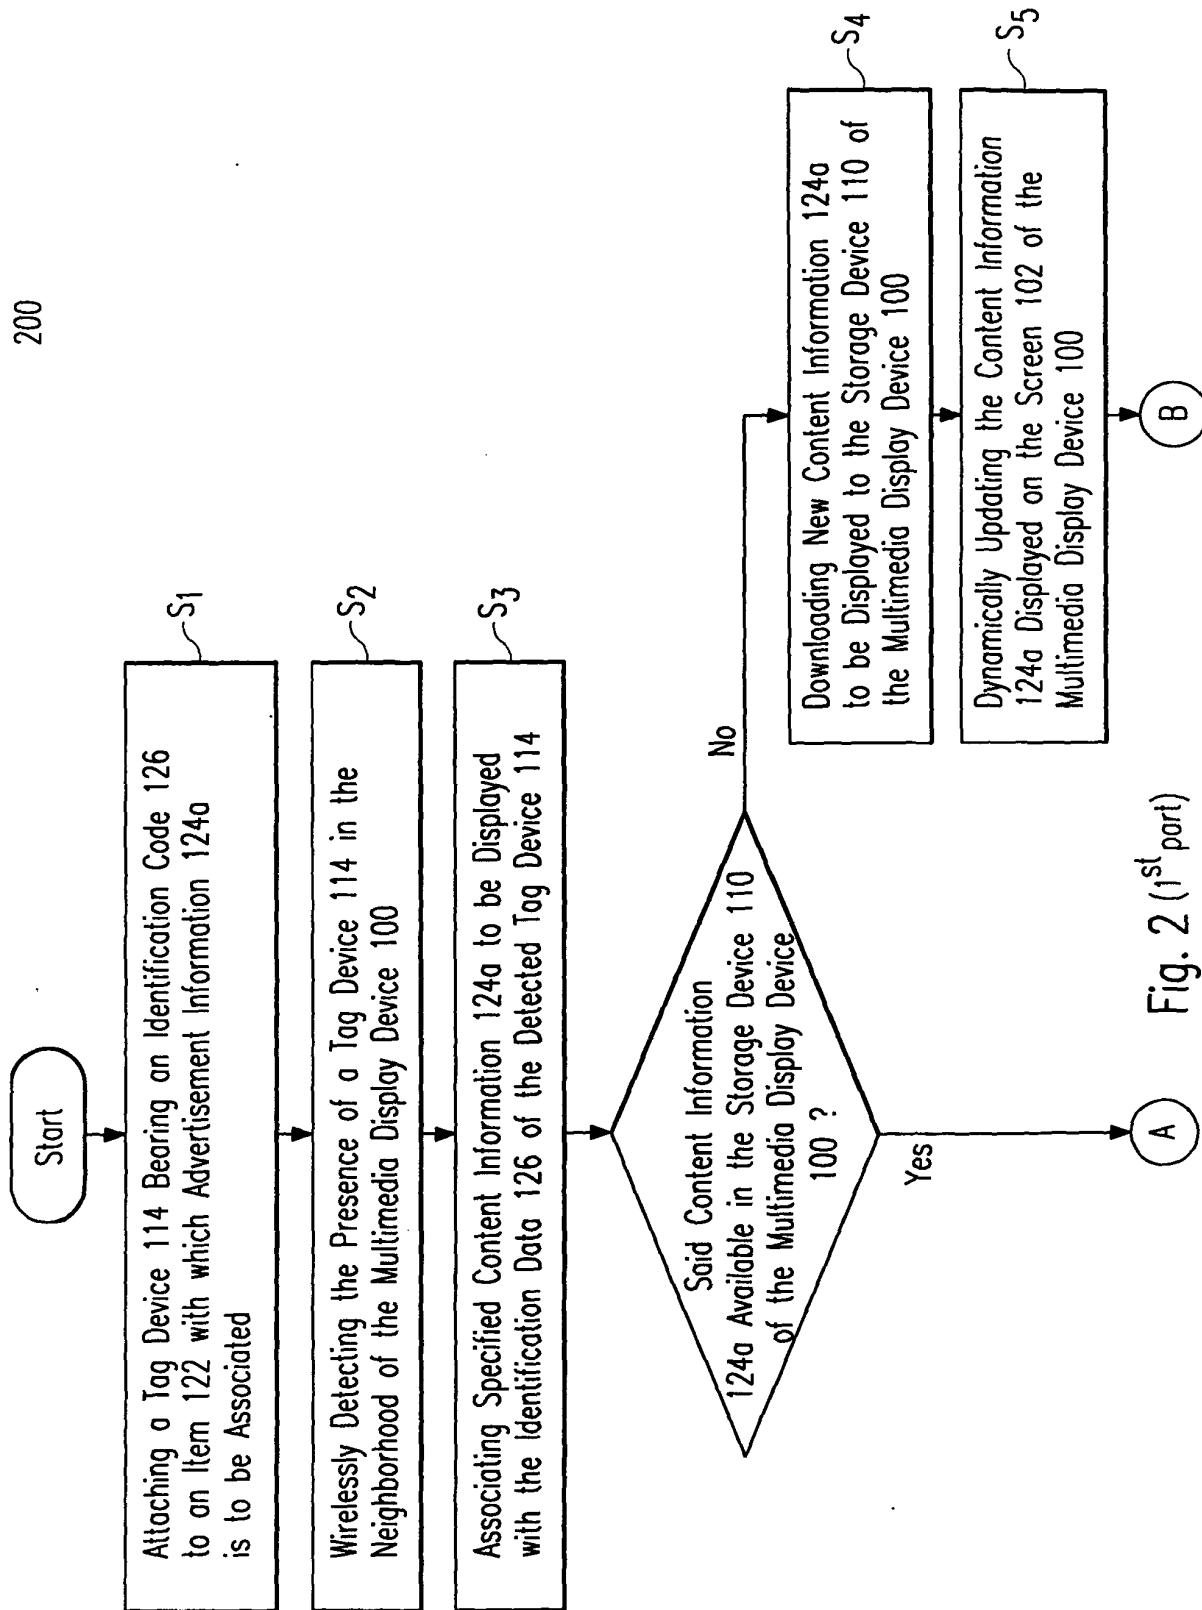 200
Start
Attaching a Tag Device 114 Bearing an Identification Code 126
to an Item 122 with which Advertisement Information 124a
is to be Associated
S1
Wirelessly Detecting the Presence of a Tag Device 114 in the
Neighborhood of the Multimedia Display Device 100
S2
Associating Specified Content Information 124a to be Displayed
with the Identification Data 126 of the Detected Tag Device 114
S3
Said Content Information
124a Available in the Storage Device 110
of the Multimedia Display Device
100 ?
No
Yes
Downloading New Content Information 124a
to be Displayed to the Storage Device 110 of
the Multimedia Display Device 100
S4
Dynamically Updating the Content Information
124a Displayed on the Screen 102 of the
Multimedia Display Device 100
S5
A
B
Fig. 2 (1st part)